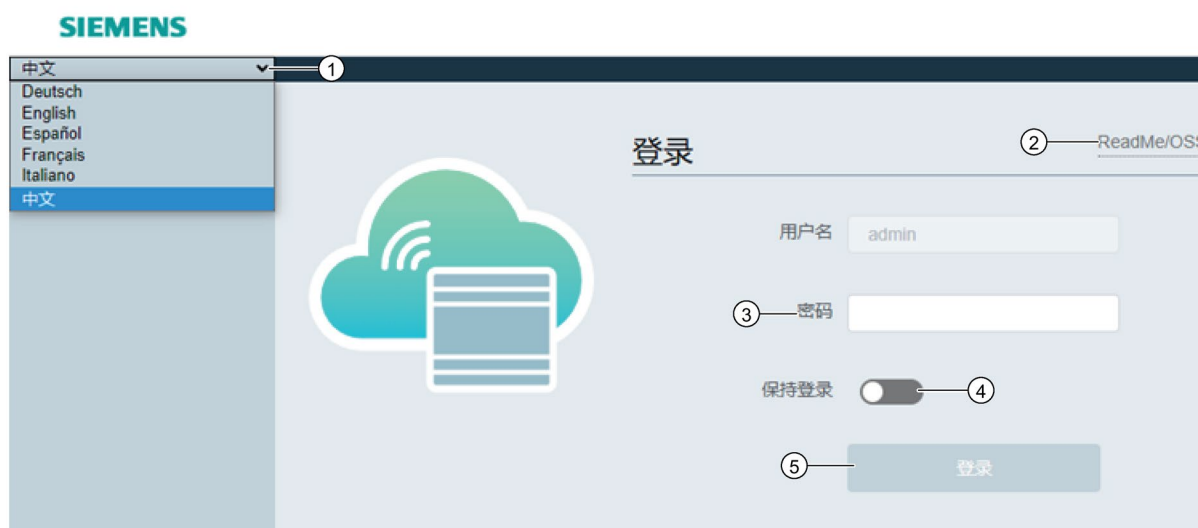 SIEMENS
中文
①
Deutsch
English
Español
Français
Italiano
中文
登录
②
ReadMe/OSS
用户名
admin
③
密码
保持登录
④
⑤
登录